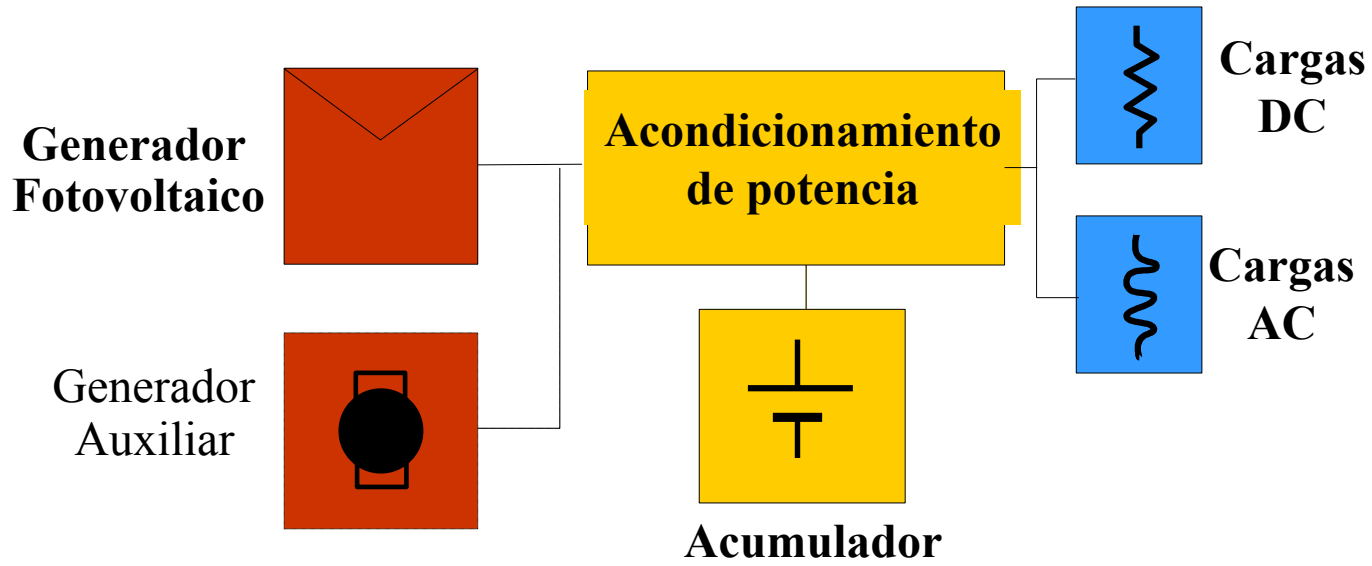 Generador
Fotovoltaico
Acondicionamiento
de potencia
Cargas
DC
Cargas
AC
Generador
Auxiliar
Acumulador